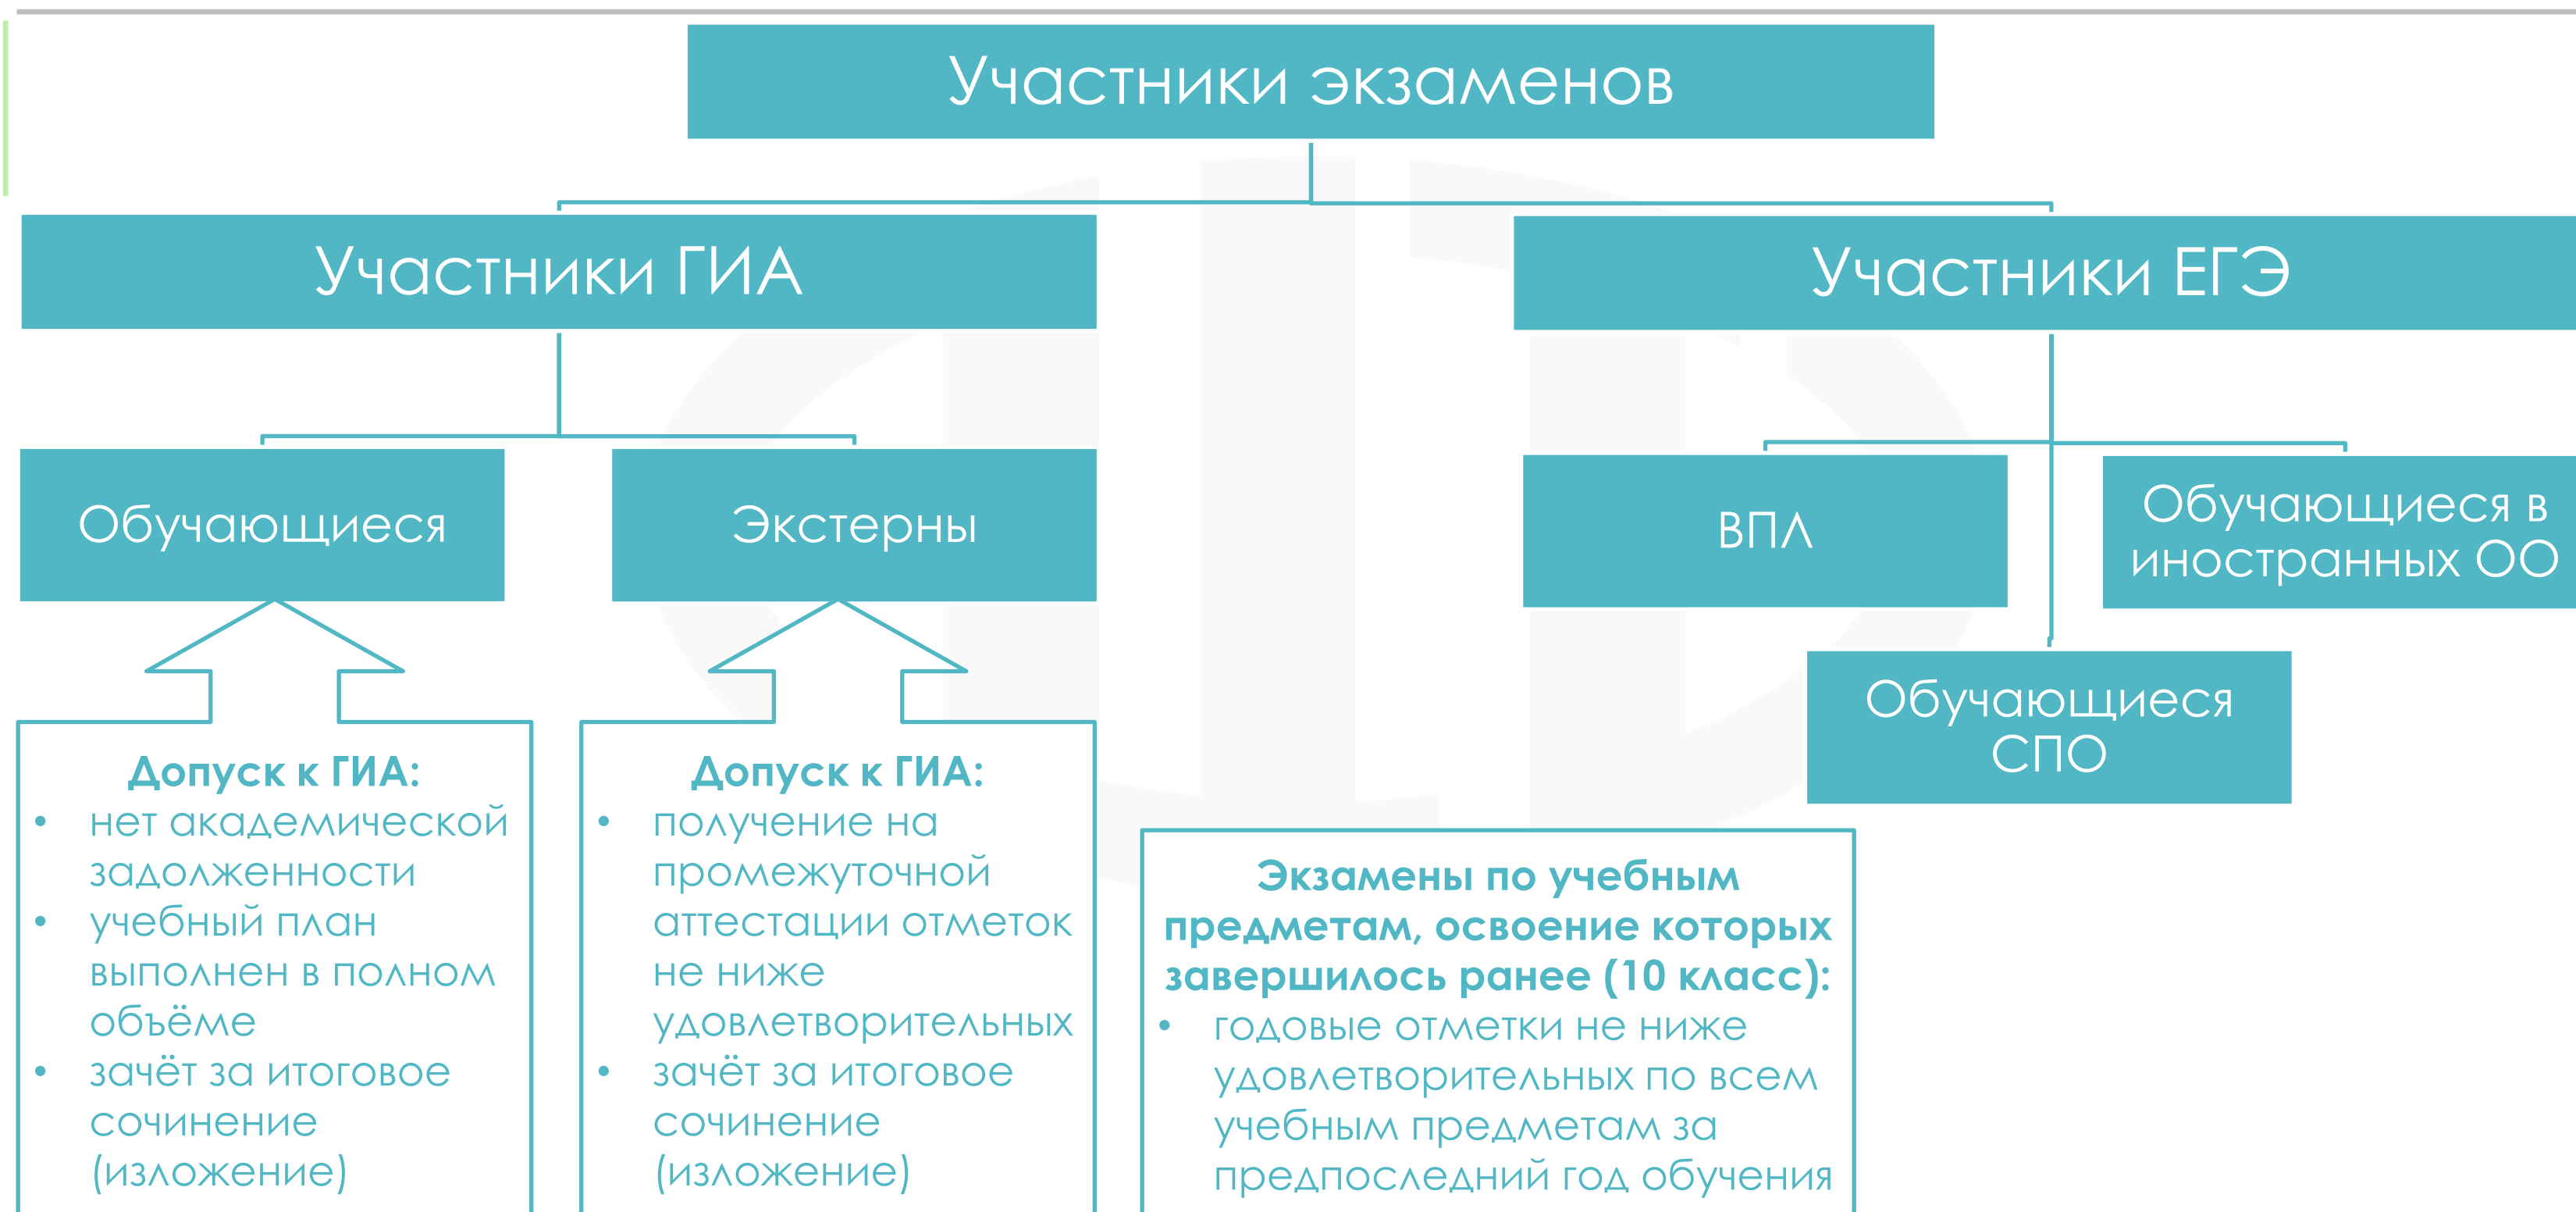 Участники экзаменов
Участники ГИА
Участники ЕГЭ
Обучающиеся
Экстерны
ВПЛ
Обучающиеся в
иностранных ОО
Обучающиеся
СПО
Допуск к ГИА:
• нет академической
задолженности
• учебный план
выполнен в полном
объёме
• зачёт за итоговое
сочинение
(изложение)
Допуск к ГИА:
• получение на
промежуточной
аттестации отметок
не ниже
удовлетворительных
• зачёт за итоговое
сочинение
(изложение)
Экзамены по учебным
предметам, освоение которых
завершилось ранее (10 класс):
• годовые отметки не ниже
удовлетворительных по всем
учебным предметам за
предпоследний год обучения